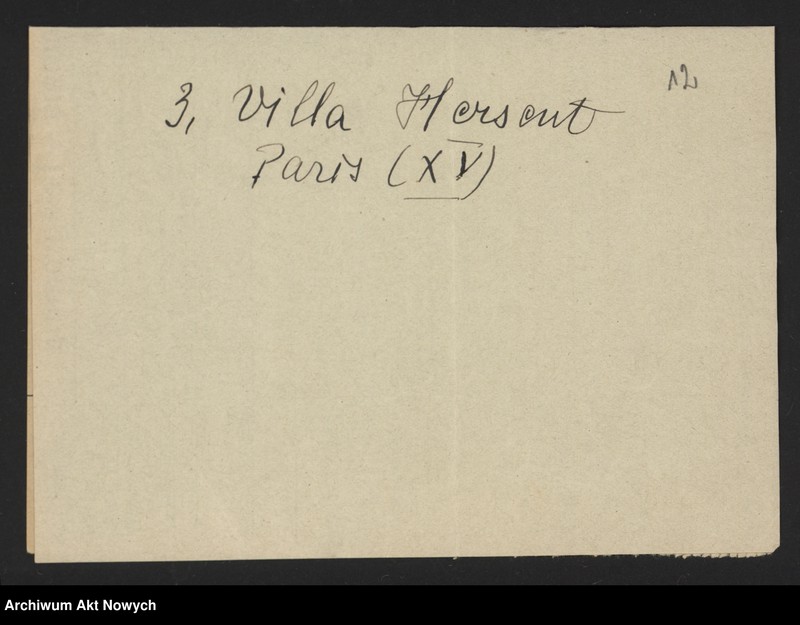 12
3, Villa Hersent
Paris (XV)
Archiwum Akt Nowych